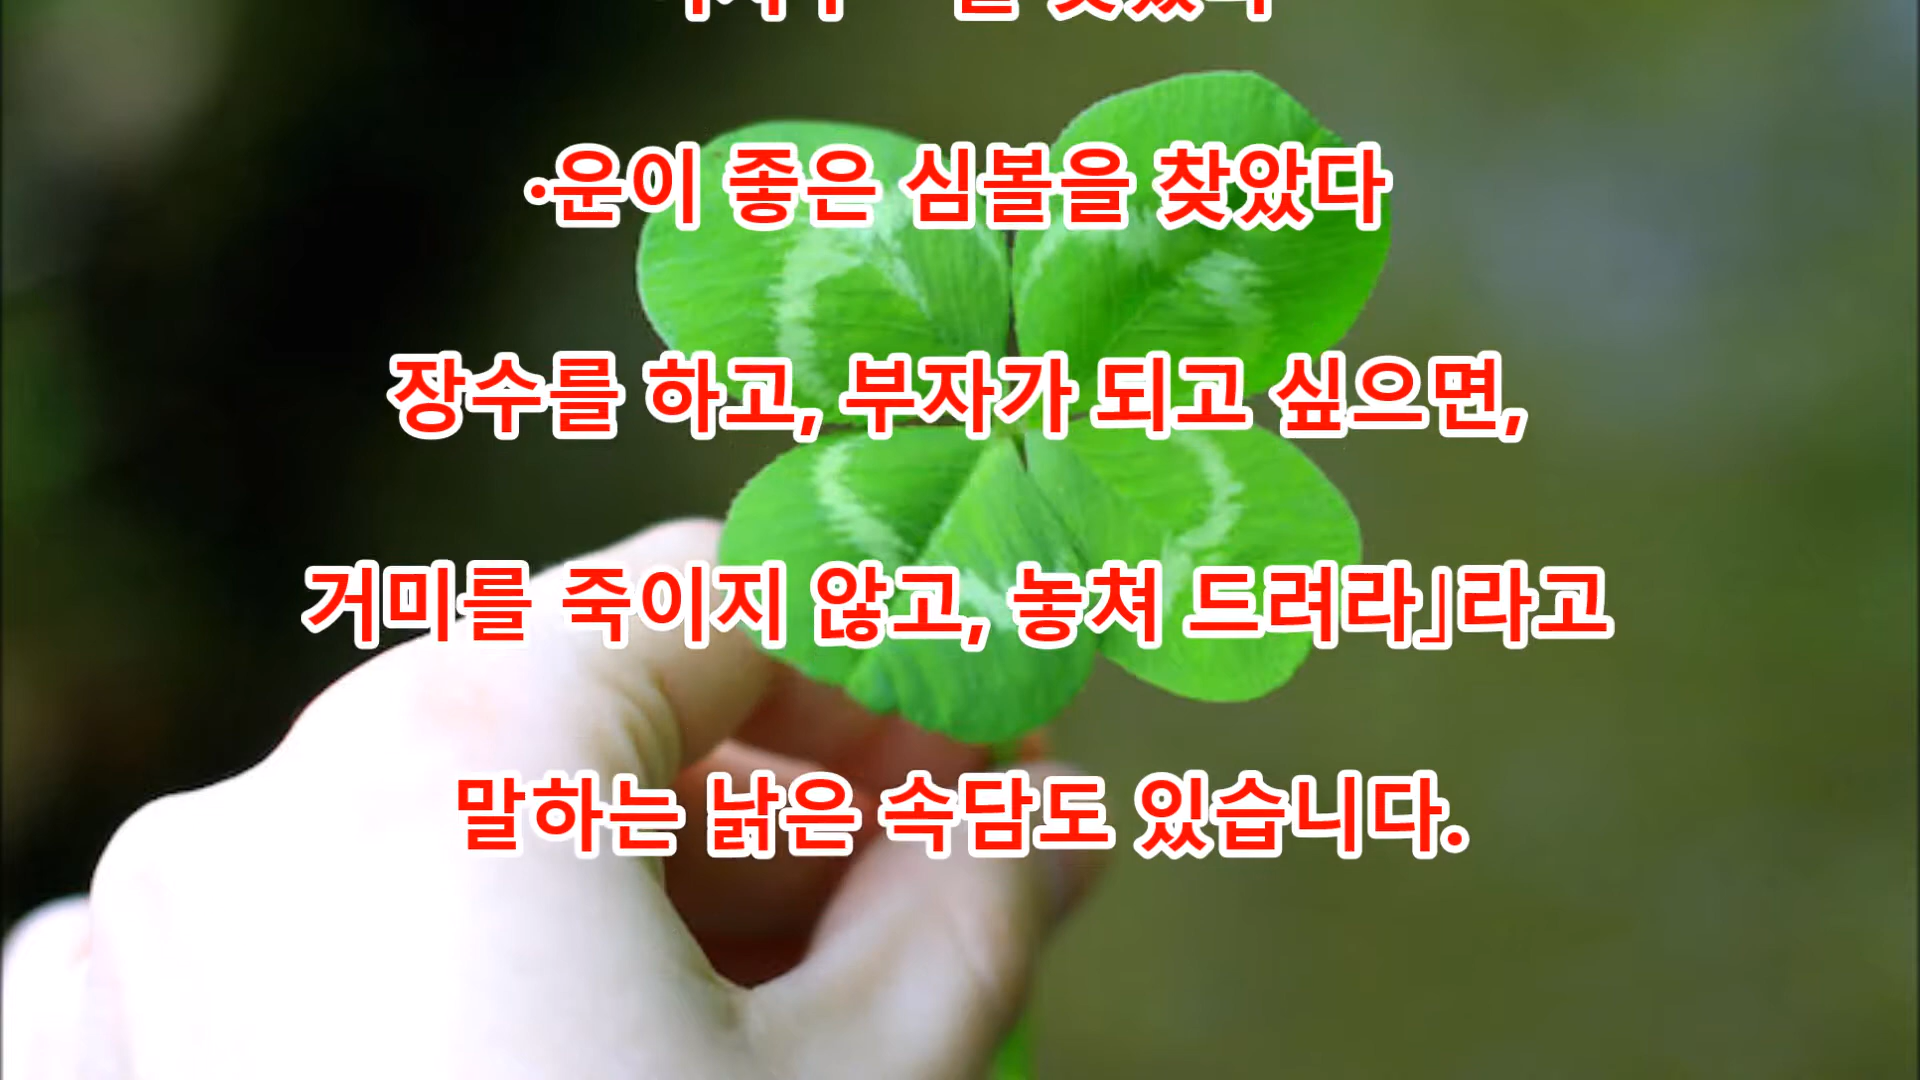 ·운이 좋은 심볼을 찾았다
장수를 하고, 부자가 되고 싶으면,
거미를 죽이지 않고, 놓쳐 드려라」라고
말하는 낡은 속담도 있습니다.